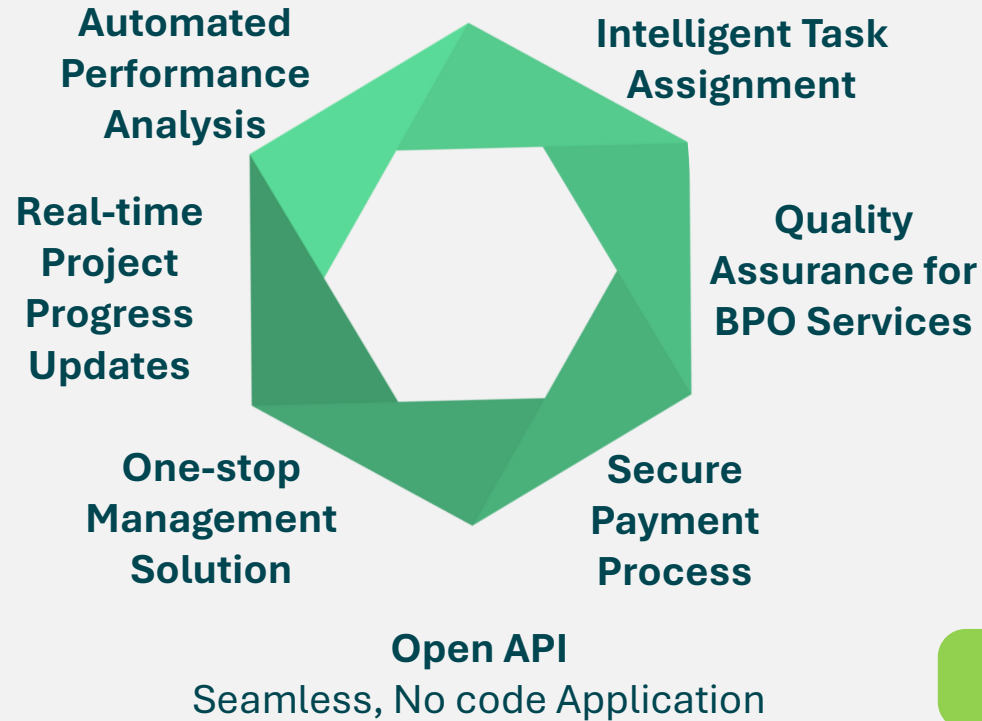 Automated
Performance
Analysis
Intelligent Task
Assignment
Real-time
Project
Progress
Updates
Quality
Assurance for
BPO Services
One-stop
Management
Solution
Secure
Payment
Process
Open API
Seamless, No code Application